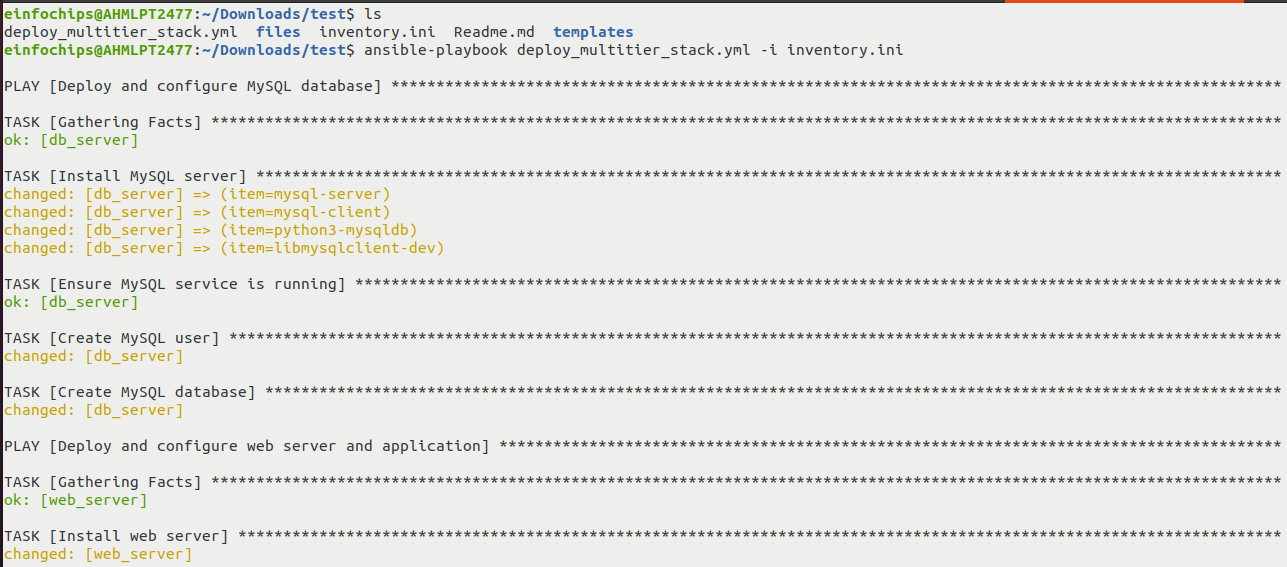 einfochips@AHMLPT2477:~/Downloads/test$ ls
deploy_multitier_stack.yml  files  inventory.ini  Readme.md  templates
einfochips@AHMLPT2477:~/Downloads/test$ ansible-playbook deploy_multitier_stack.yml -i inventory.ini
PLAY [Deploy and configure MySQL database] ***************************************************************************************************
TASK [Gathering Facts] ***********************************************************************************************************************
ok: [db_server]
TASK [Install MySQL server] ******************************************************************************************************************
changed: [db_server] => (item=mysql-server)
changed: [db_server] => (item=mysql-client)
changed: [db_server] => (item=python3-mysqldb)
changed: [db_server] => (item=libmysqlclient-dev)
TASK [Ensure MySQL service is running] *******************************************************************************************************
ok: [db_server]
TASK [Create MySQL user] *********************************************************************************************************************
changed: [db_server]
TASK [Create MySQL database] *****************************************************************************************************************
changed: [db_server]
PLAY [Deploy and configure web server and application] ***************************************************************************************
TASK [Gathering Facts] ***********************************************************************************************************************
ok: [web_server]
TASK [Install web server] ********************************************************************************************************************
changed: [web_server]